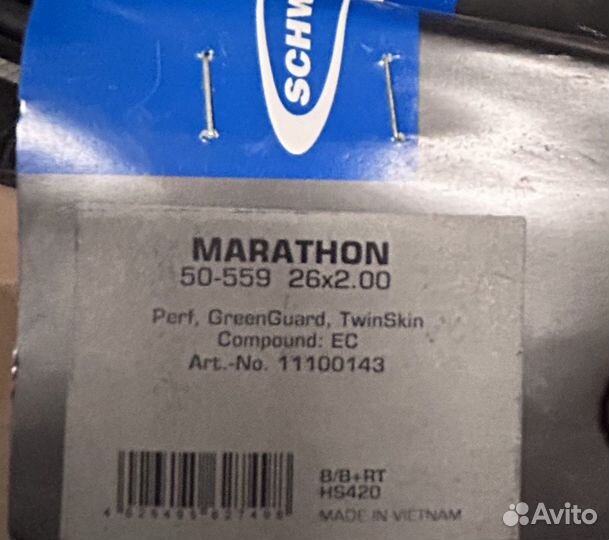 SCHW
MARATHON
50-559 26x2.00
Perf, GreenGuard, TwinSkin
Compound: EC
Art.-No. 11100143
B/B+RT
HS420
MADE IN VIETNAM
Avito